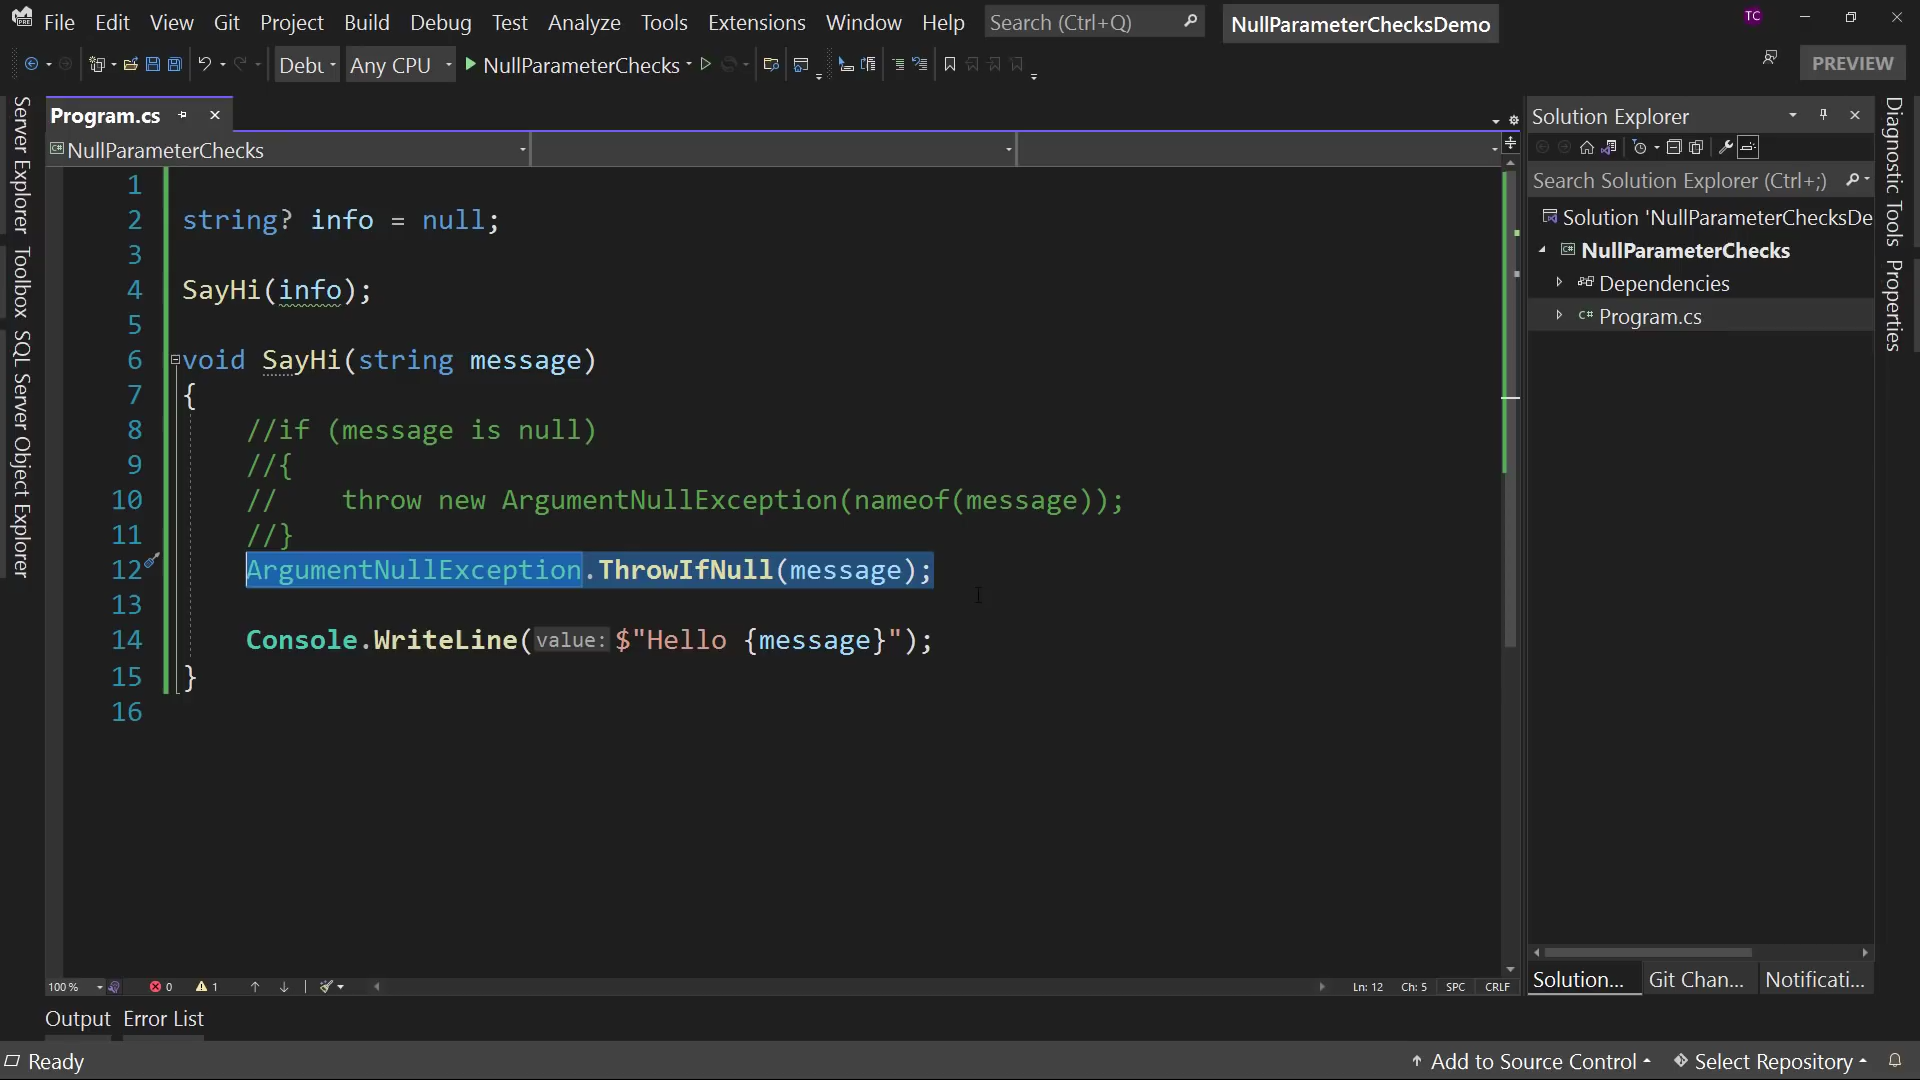 File Edit View Git Project Build Debug Test Analyze Tools Extensions Window Help Search (Ctrl+Q) NullParameterChecksDemo TC
Debu Any CPU NullParameterChecks PREVIEW
Server Explorer
Toolbox
SQL Server Object Explorer
Program.cs
NullParameterChecks
1
2 string? info = null;
3
4 SayHi(info);
5
6 void SayHi(string message)
7 {
8 //if (message is null)
9 //{
10 // throw new ArgumentNullException(nameof(message));
11 //}
12 ArgumentNullException.ThrowIfNull(message);
13
14 Console.WriteLine(value: $"Hello {message}");
15 }
16
100 % 0 1 Ln: 12 Ch: 5 SPC CRLF
Solution Explorer
Search Solution Explorer (Ctrl+;)
Solution 'NullParameterChecksDe
NullParameterChecks
Dependencies
C# Program.cs
Solution... Git Chan... Notificati...
Diagnostic Tools
Properties
Output Error List
Ready Add to Source Control Select Repository